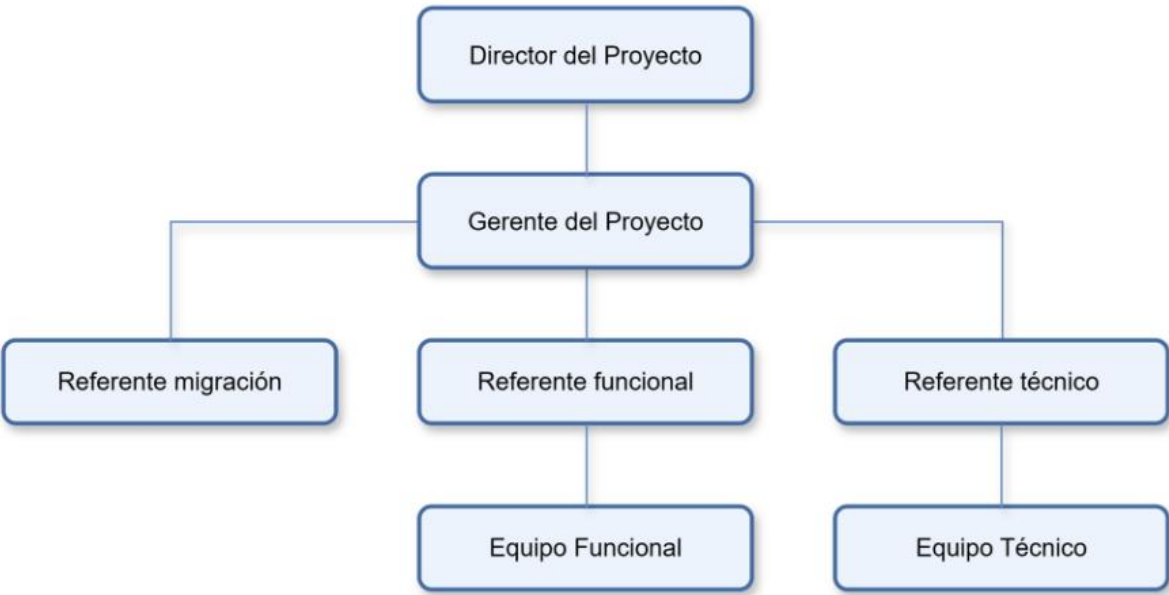 Director del Proyecto
Gerente del Proyecto
Referente migración
Referente funcional
Referente técnico
Equipo Funcional
Equipo Técnico